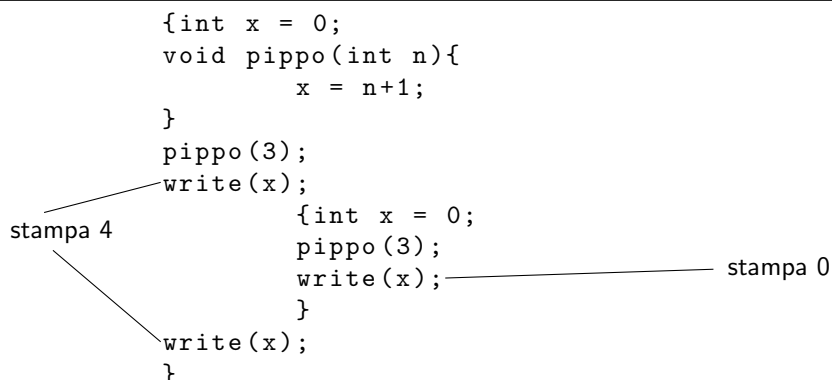 {int x = 0;
void pippo(int n){
x = n+1;
}
pippo(3);
write(x);
{int x = 0;
stampa 4
pippo(3);
write(x);
stampa 0
}
write(x);
}